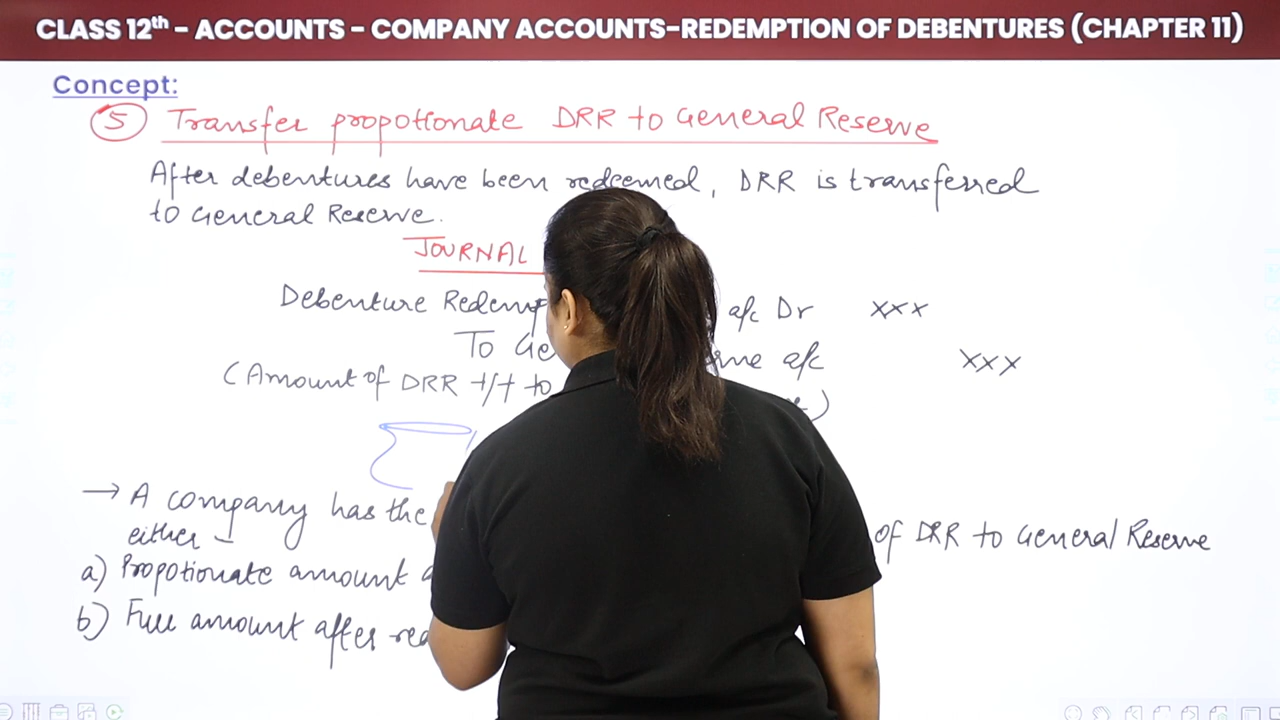 CLASS 12th - ACCOUNTS - COMPANY ACCOUNTS-REDEMPTION OF DEBENTURES (CHAPTER 11)
Concept:
5 Transfer propotionate DRR to General Reserve
After debentures have been redeemed, DRR is transferred
to General Reserve.
JOURNAL
Debenture Redemp a/c Dr xxx
To Ge a/c xxx
(Amount of DRR t/f to )
→ A company has the of DRR to General Reserve
either -
a) Propotionate amount
b) Full amount after